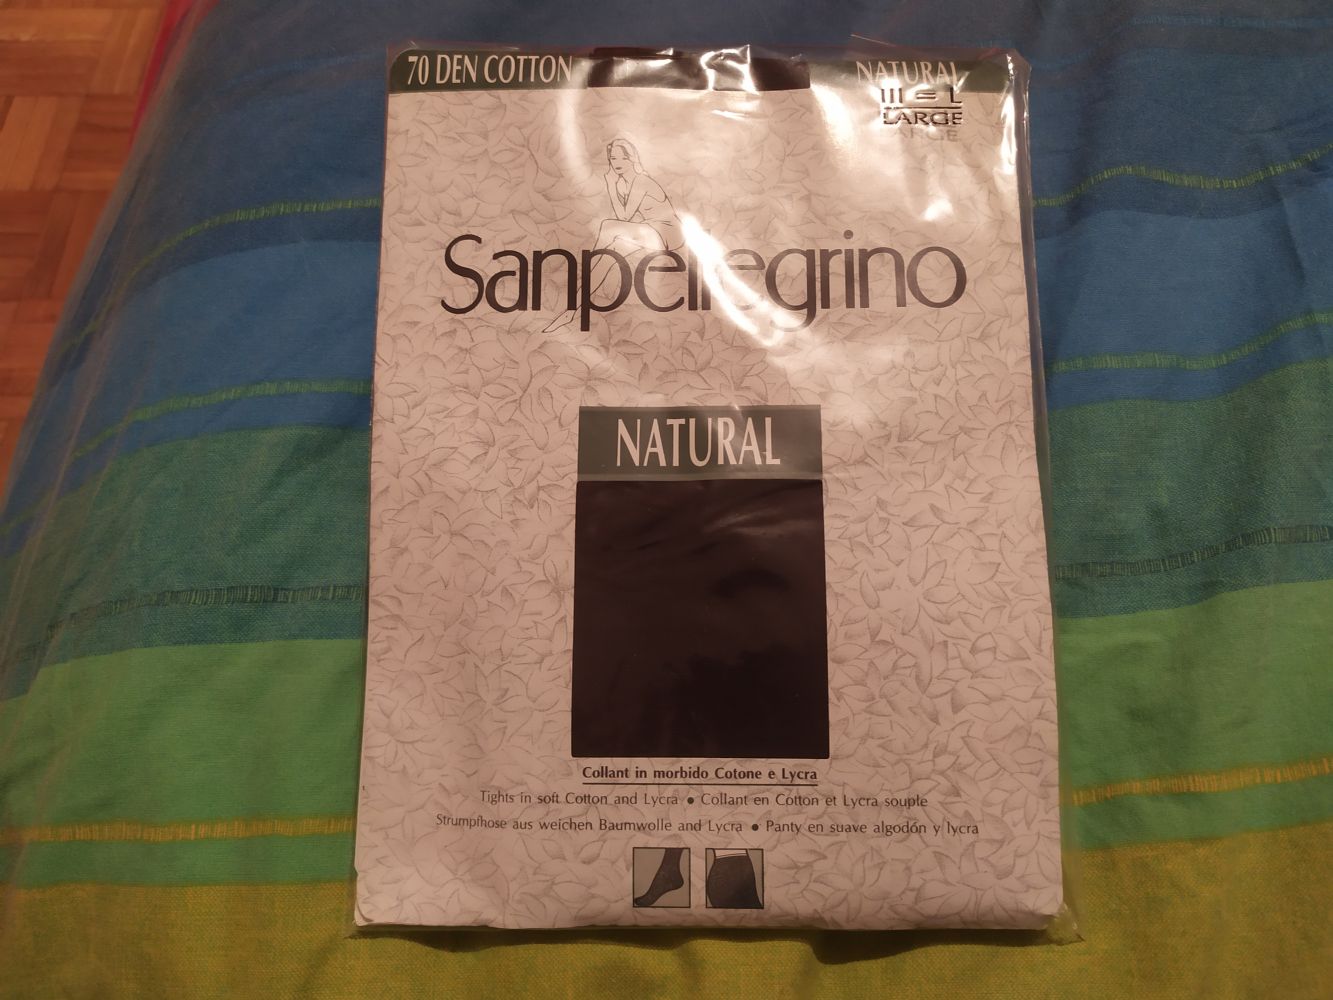 70 DEN COTTON
NATURAL
III = L
LARGE
Sanpellegrino
NATURAL
Collant in morbido Cotone e Lycra
Tights in soft Cotton and Lycra • Collant en Cotton et Lycra souple
Strumpfhose aus weichen Baumwolle and Lycra • Panty en suave algodón y lycra